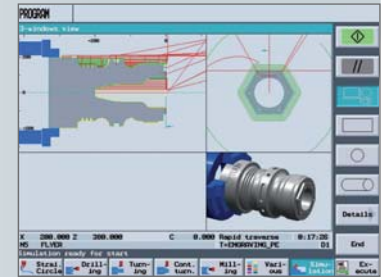 PROGRAM
3-windows view
X 200.000 Z 200.000 C 0.000 Rapid traverse 0:17:26
NS FLYER T=ENGRAVING_PE D1
Simulation ready for start
Details
End
Strai. Circle
Drill- ing
Turn- ing
Cont. turn.
Mill- ing
Vari- ous
Simu- lation
Ex- ecute